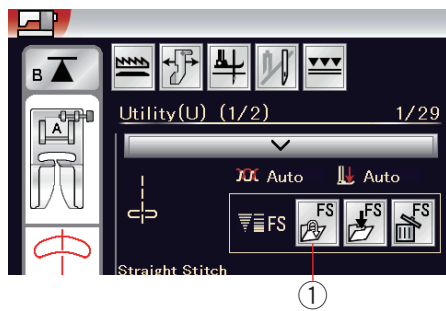 B
A
Utility(U) (1/2) 1/29
Auto Auto
FS FS FS FS
Straight Stitch
1